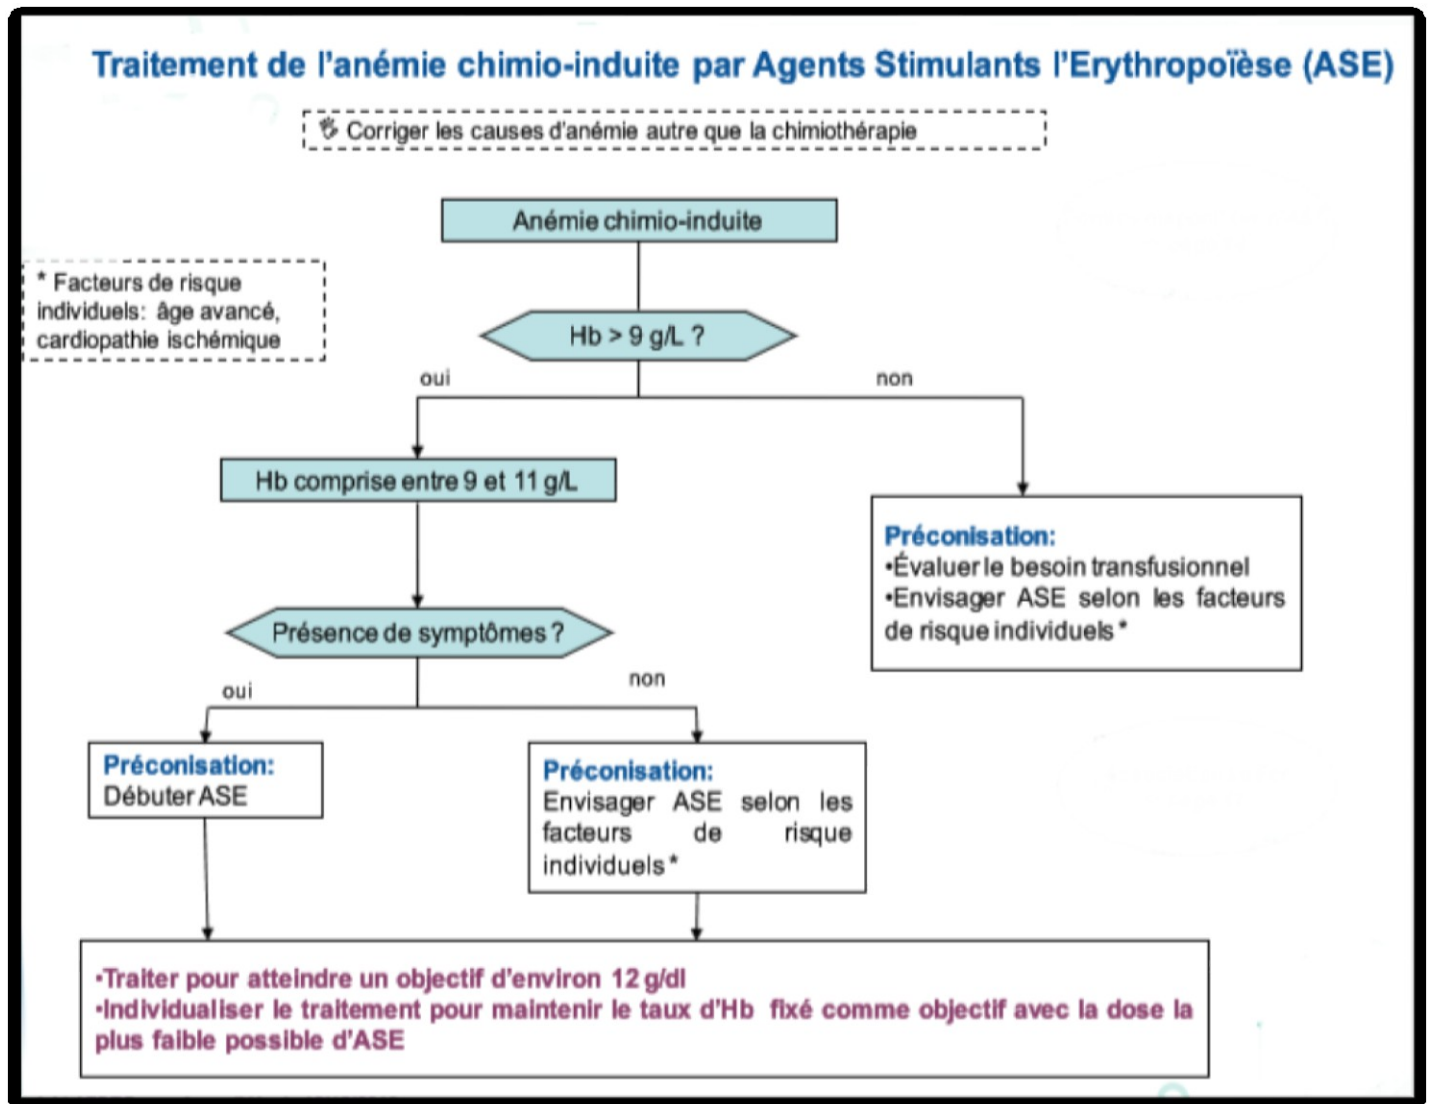 Traitement de l'anémie chimio-induite par Agents Stimulants l'Erythropoïèse (ASE)
Corriger les causes d'anémie autre que la chimiothérapie
Anémie chimio-induite
* Facteurs de risque
individuels: âge avancé,
cardiopathie ischémique
Hb > 9 g/L ?
oui
non
Hb comprise entre 9 et 11 g/L
Préconisation:
•Évaluer le besoin transfusionnel
•Envisager ASE selon les facteurs
de risque individuels *
Présence de symptômes ?
oui
non
Préconisation:
Débuter ASE
Préconisation:
Envisager ASE selon les
facteurs de risque
individuels *
•Traiter pour atteindre un objectif d'environ 12 g/dl
•Individualiser le traitement pour maintenir le taux d'Hb fixé comme objectif avec la dose la
plus faible possible d'ASE